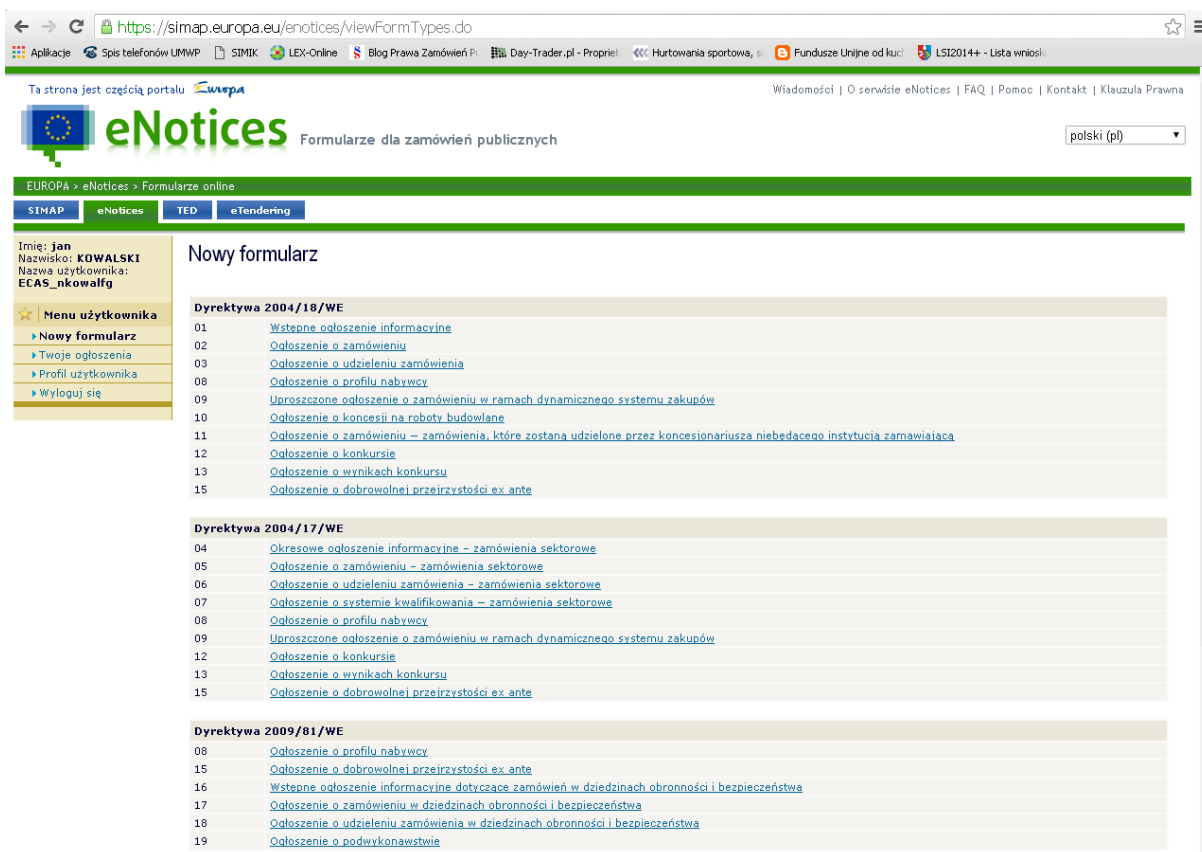 https://simap.europa.eu/enotices/viewFormTypes.do
Aplikacje Spis telefonów UMWP SIMIK LEX-Online Blog Prawa Zamówień Pu Day-Trader.pl - Propriet Hurtowania sportowa, s Fundusze Unijne od kuch LSI2014+ - Lista wniosk
Ta strona jest częścią portalu Europa
Wiadomości | O serwisie eNotices | FAQ | Pomoc | Kontakt | Klauzula Prawna
eNotices Formularze dla zamówień publicznych
polski (pl)
EUROPA > eNotices > Formularze online
SIMAP eNotices TED eTendering
Imię: jan
Nazwisko: KOWALSKI
Nazwa użytkownika:
ECAS_nkowalfg
Menu użytkownika
Nowy formularz
Twoje ogłoszenia
Profil użytkownika
Wyloguj się
Nowy formularz
Dyrektywa 2004/18/WE
01 Wstępne ogłoszenie informacyjne
02 Ogłoszenie o zamówieniu
03 Ogłoszenie o udzieleniu zamówienia
08 Ogłoszenie o profilu nabywcy
09 Uproszczone ogłoszenie o zamówieniu w ramach dynamicznego systemu zakupów
10 Ogłoszenie o koncesji na roboty budowlane
11 Ogłoszenie o zamówieniu – zamówienia, które zostaną udzielone przez koncesjonariusza niebędącego instytucją zamawiającą
12 Ogłoszenie o konkursie
13 Ogłoszenie o wynikach konkursu
15 Ogłoszenie o dobrowolnej przejrzystości ex ante
Dyrektywa 2004/17/WE
04 Okresowe ogłoszenie informacyjne – zamówienia sektorowe
05 Ogłoszenie o zamówieniu – zamówienia sektorowe
06 Ogłoszenie o udzieleniu zamówienia – zamówienia sektorowe
07 Ogłoszenie o systemie kwalifikowania – zamówienia sektorowe
08 Ogłoszenie o profilu nabywcy
09 Uproszczone ogłoszenie o zamówieniu w ramach dynamicznego systemu zakupów
12 Ogłoszenie o konkursie
13 Ogłoszenie o wynikach konkursu
15 Ogłoszenie o dobrowolnej przejrzystości ex ante
Dyrektywa 2009/81/WE
08 Ogłoszenie o profilu nabywcy
15 Ogłoszenie o dobrowolnej przejrzystości ex ante
16 Wstępne ogłoszenie informacyjne dotyczące zamówień w dziedzinach obronności i bezpieczeństwa
17 Ogłoszenie o zamówieniu w dziedzinach obronności i bezpieczeństwa
18 Ogłoszenie o udzieleniu zamówienia w dziedzinach obronności i bezpieczeństwa
19 Ogłoszenie o podwykonawstwie